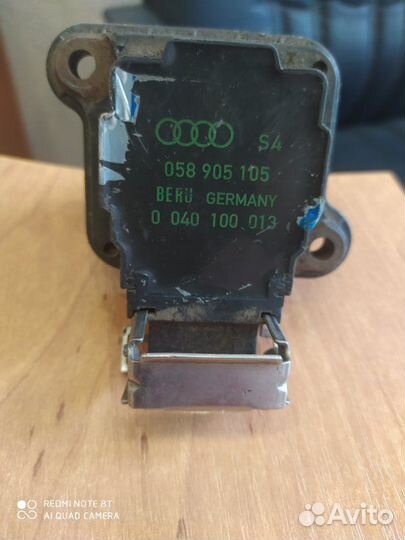 S4
058 905 105
BERU GERMANY
0 040 100 013
REDMI NOTE 8T
AI QUAD CAMERA
Avito